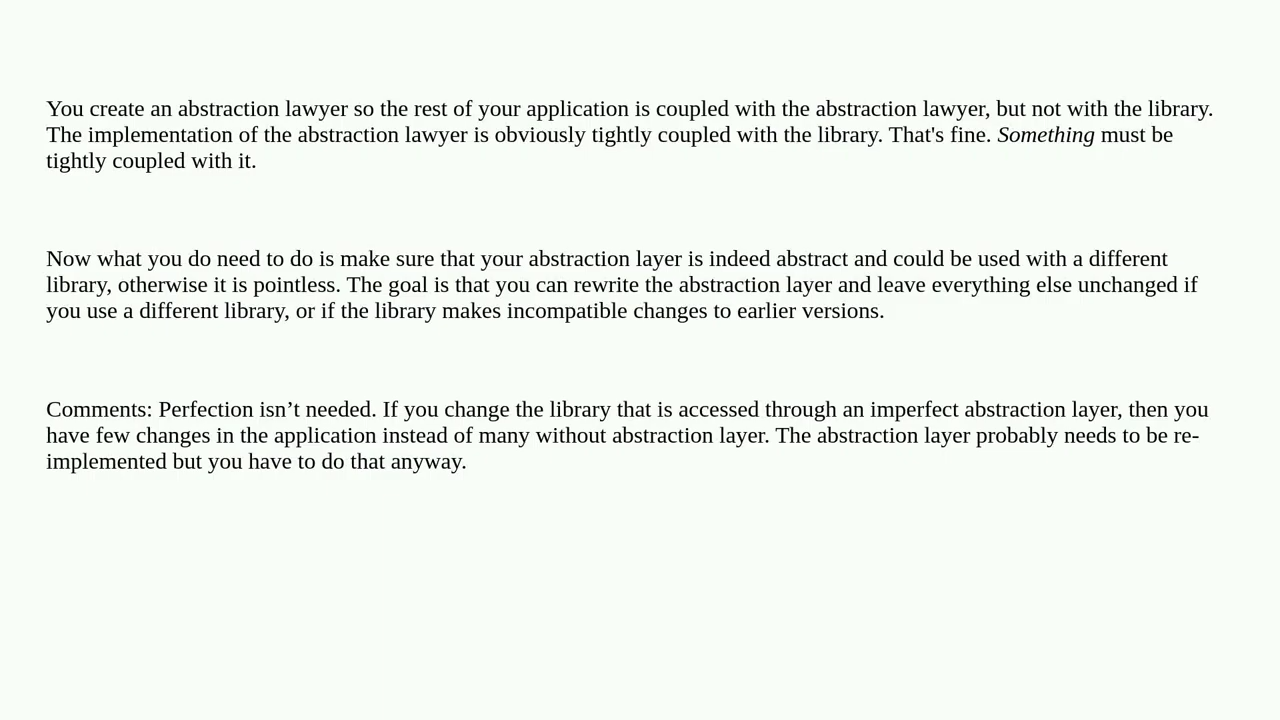 You create an abstraction lawyer so the rest of your application is coupled with the abstraction lawyer, but not with the library.
The implementation of the abstraction lawyer is obviously tightly coupled with the library. That's fine. Something must be
tightly coupled with it.
Now what you do need to do is make sure that your abstraction layer is indeed abstract and could be used with a different
library, otherwise it is pointless. The goal is that you can rewrite the abstraction layer and leave everything else unchanged if
you use a different library, or if the library makes incompatible changes to earlier versions.
Comments: Perfection isn’t needed. If you change the library that is accessed through an imperfect abstraction layer, then you
have few changes in the application instead of many without abstraction layer. The abstraction layer probably needs to be re-
implemented but you have to do that anyway.